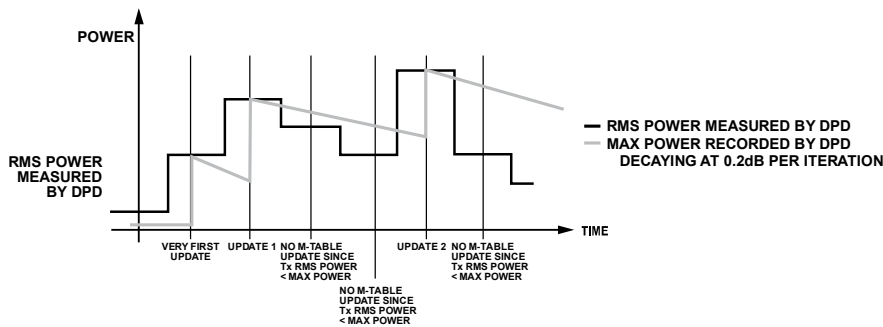 POWER
RMS POWER
MEASURED
BY DPD
RMS POWER MEASURED BY DPD
MAX POWER RECORDED BY DPD
DECAYING AT 0.2dB PER ITERATION
TIME
VERY FIRST
UPDATE
UPDATE 1
NO M-TABLE
UPDATE SINCE
Tx RMS POWER
< MAX POWER
NO M-TABLE
UPDATE SINCE
Tx RMS POWER
< MAX POWER
UPDATE 2
NO M-TABLE
UPDATE SINCE
Tx RMS POWER
< MAX POWER